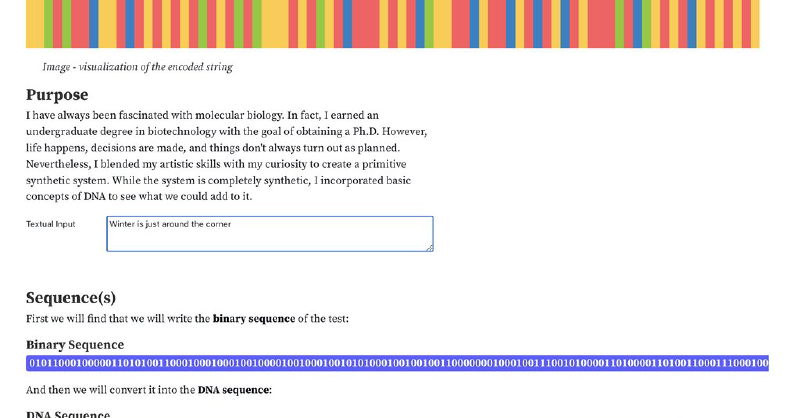 Image - visualization of the encoded string
Purpose
I have always been fascinated with molecular biology. In fact, I earned an
undergraduate degree in biotechnology with the goal of obtaining a Ph.D. However,
life happens, decisions are made, and things don't always turn out as planned.
Nevertheless, I blended my artistic skills with my curiosity to create a primitive
synthetic system. While the system is completely synthetic, I incorporated basic
concepts of DNA to see what we could add to it.
Textual Input
Winter is just around the corner
Sequence(s)
First we will find that we will write the binary sequence of the test:
Binary Sequence
And then we will convert it into the DNA sequence:
DNA Sequence